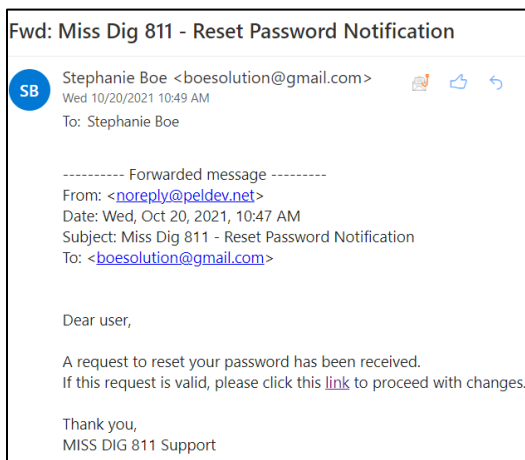 Fwd: Miss Dig 811 - Reset Password Notification
SB
Stephanie Boe <boesolution@gmail.com>
Wed 10/20/2021 10:49 AM
To: Stephanie Boe
---------- Forwarded message ---------
From: <noreply@peldev.net>
Date: Wed, Oct 20, 2021, 10:47 AM
Subject: Miss Dig 811 - Reset Password Notification
To: <boesolution@gmail.com>
Dear user,
A request to reset your password has been received.
If this request is valid, please click this link to proceed with changes.
Thank you,
MISS DIG 811 Support